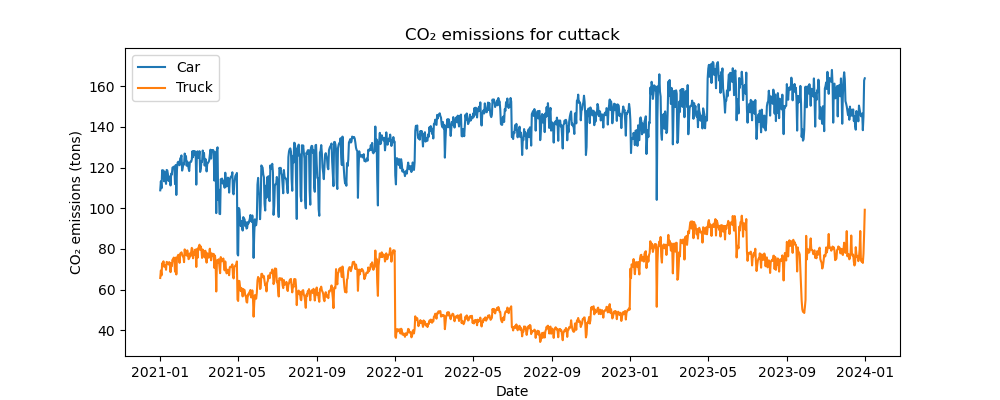 CO₂ emissions for cuttack
Car
Truck
CO₂ emissions (tons)
160
140
120
100
80
60
40
2021-01 2021-05 2021-09 2022-01 2022-05 2022-09 2023-01 2023-05 2023-09 2024-01
Date